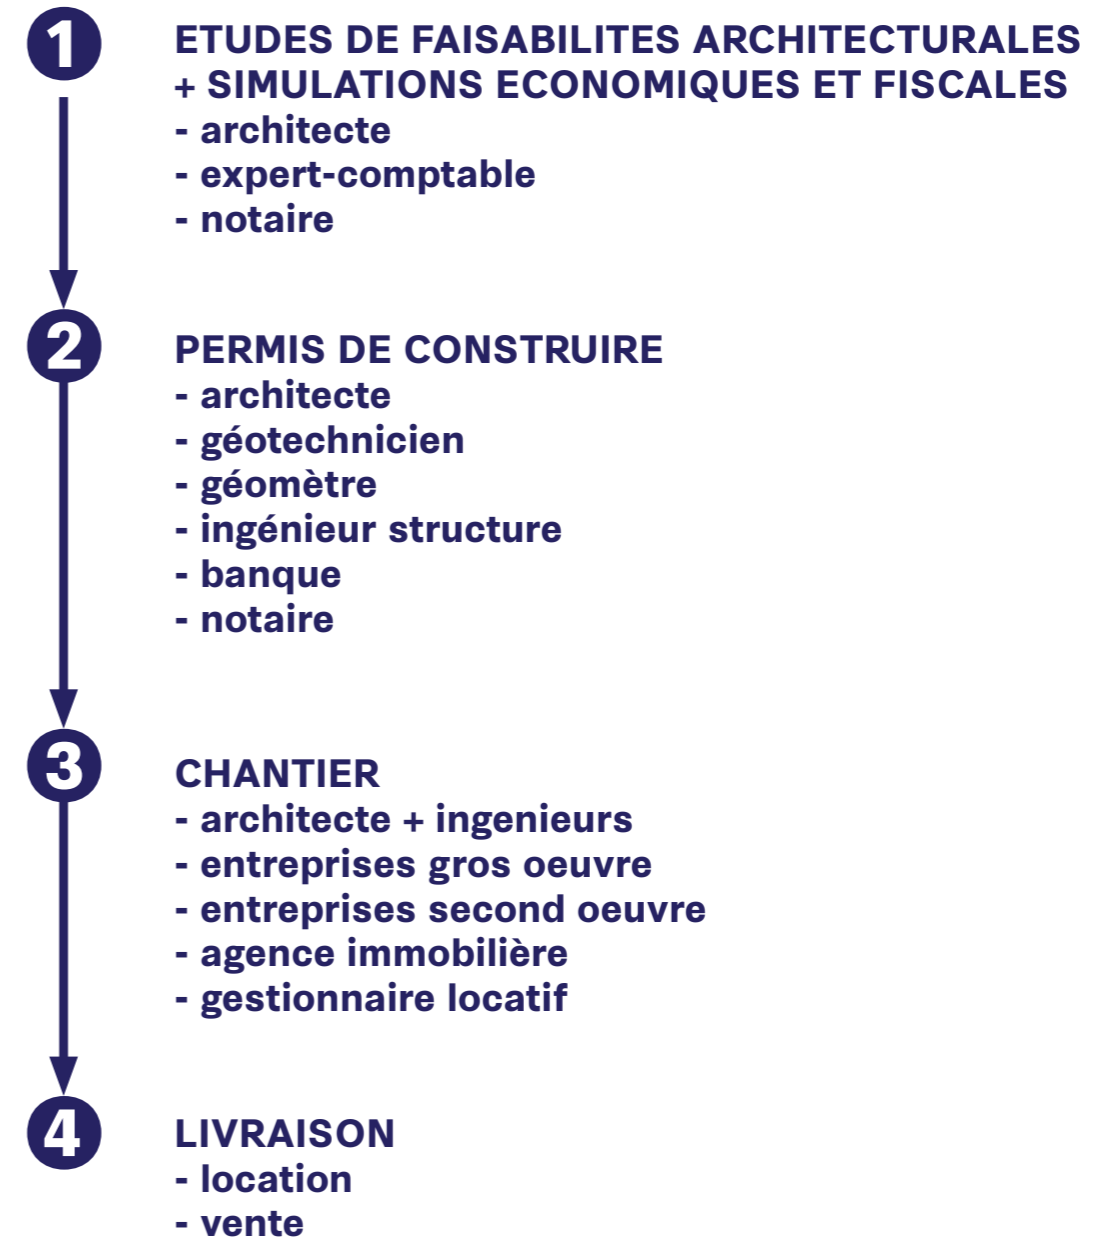 1
ETUDES DE FAISABILITES ARCHITECTURALES
+ SIMULATIONS ECONOMIQUES ET FISCALES
- architecte
- expert-comptable
- notaire
2
PERMIS DE CONSTRUIRE
- architecte
- géotechnicien
- géomètre
- ingénieur structure
- banque
- notaire
3
CHANTIER
- architecte + ingenieurs
- entreprises gros oeuvre
- entreprises second oeuvre
- agence immobilière
- gestionnaire locatif
4
LIVRAISON
- location
- vente